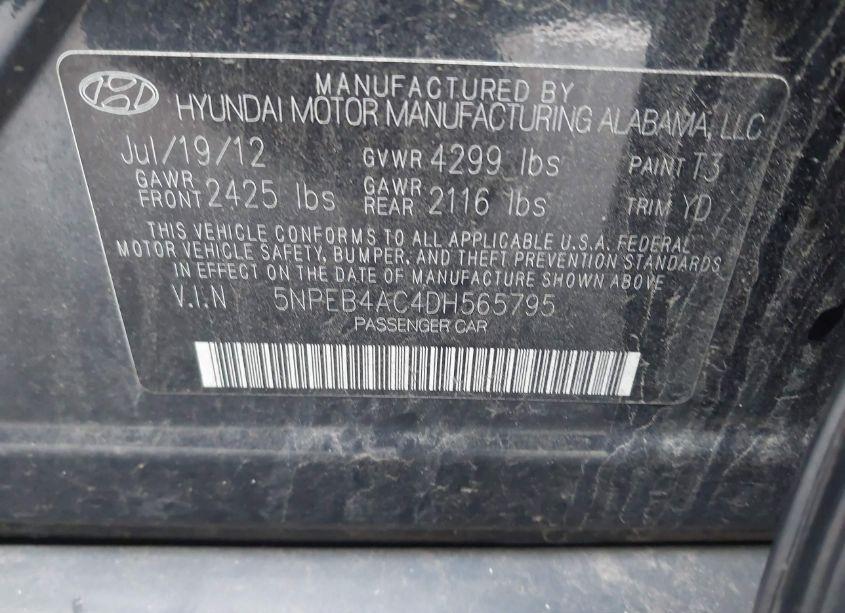 MANUFACTURED BY
HYUNDAI MOTOR MANUFACTURING ALABAMA, LLC
Jul/19/12 GVWR 4299 lbs PAINT T3
GAWR FRONT 2425 lbs GAWR REAR 2116 lbs TRIM YD
THIS VEHICLE CONFORMS TO ALL APPLICABLE U.S.A. FEDERAL
MOTOR VEHICLE SAFETY, BUMPER, AND THEFT PREVENTION STANDARDS
IN EFFECT ON THE DATE OF MANUFACTURE SHOWN ABOVE
V.I.N 5NPEB4AC4DH565795
PASSENGER CAR